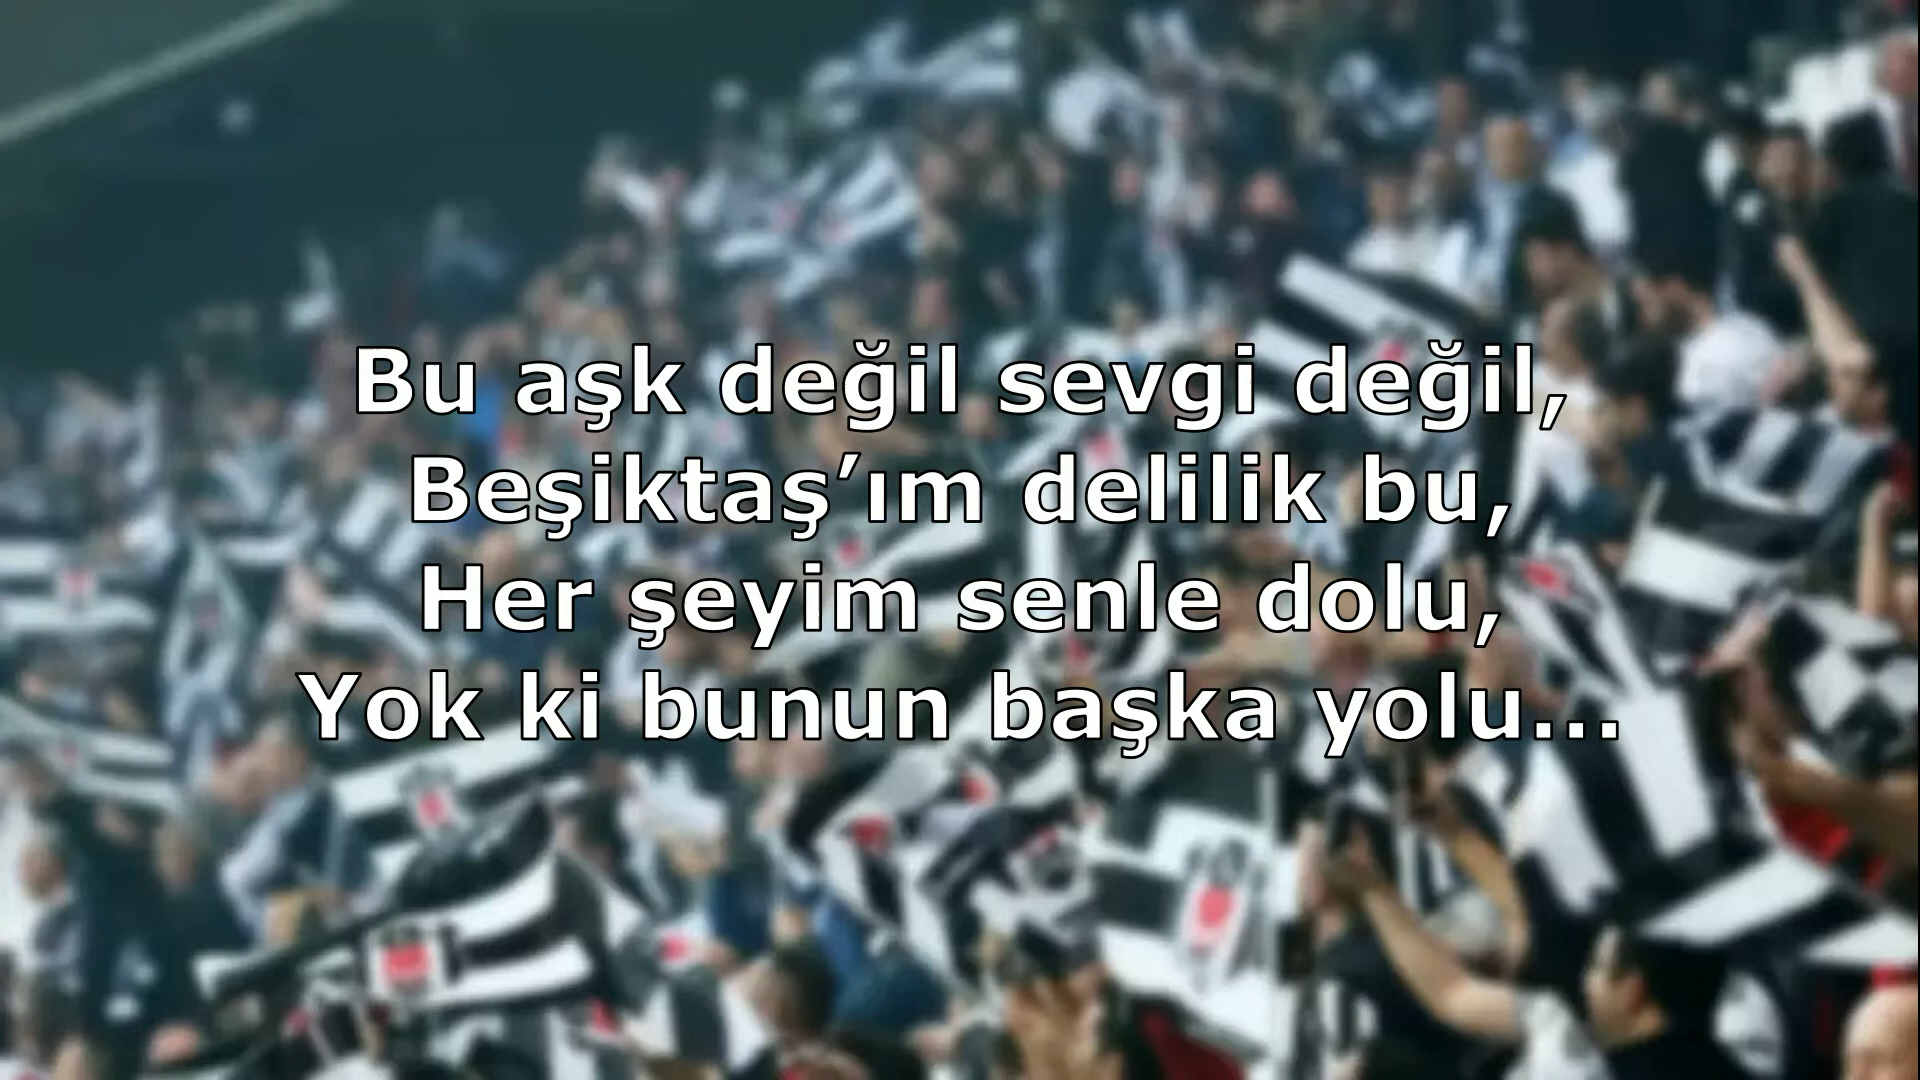 Bu aşk değil sevgi değil,
Beşiktaş’ım delilik bu,
Her şeyim senle dolu,
Yok ki bunun başka yolu...